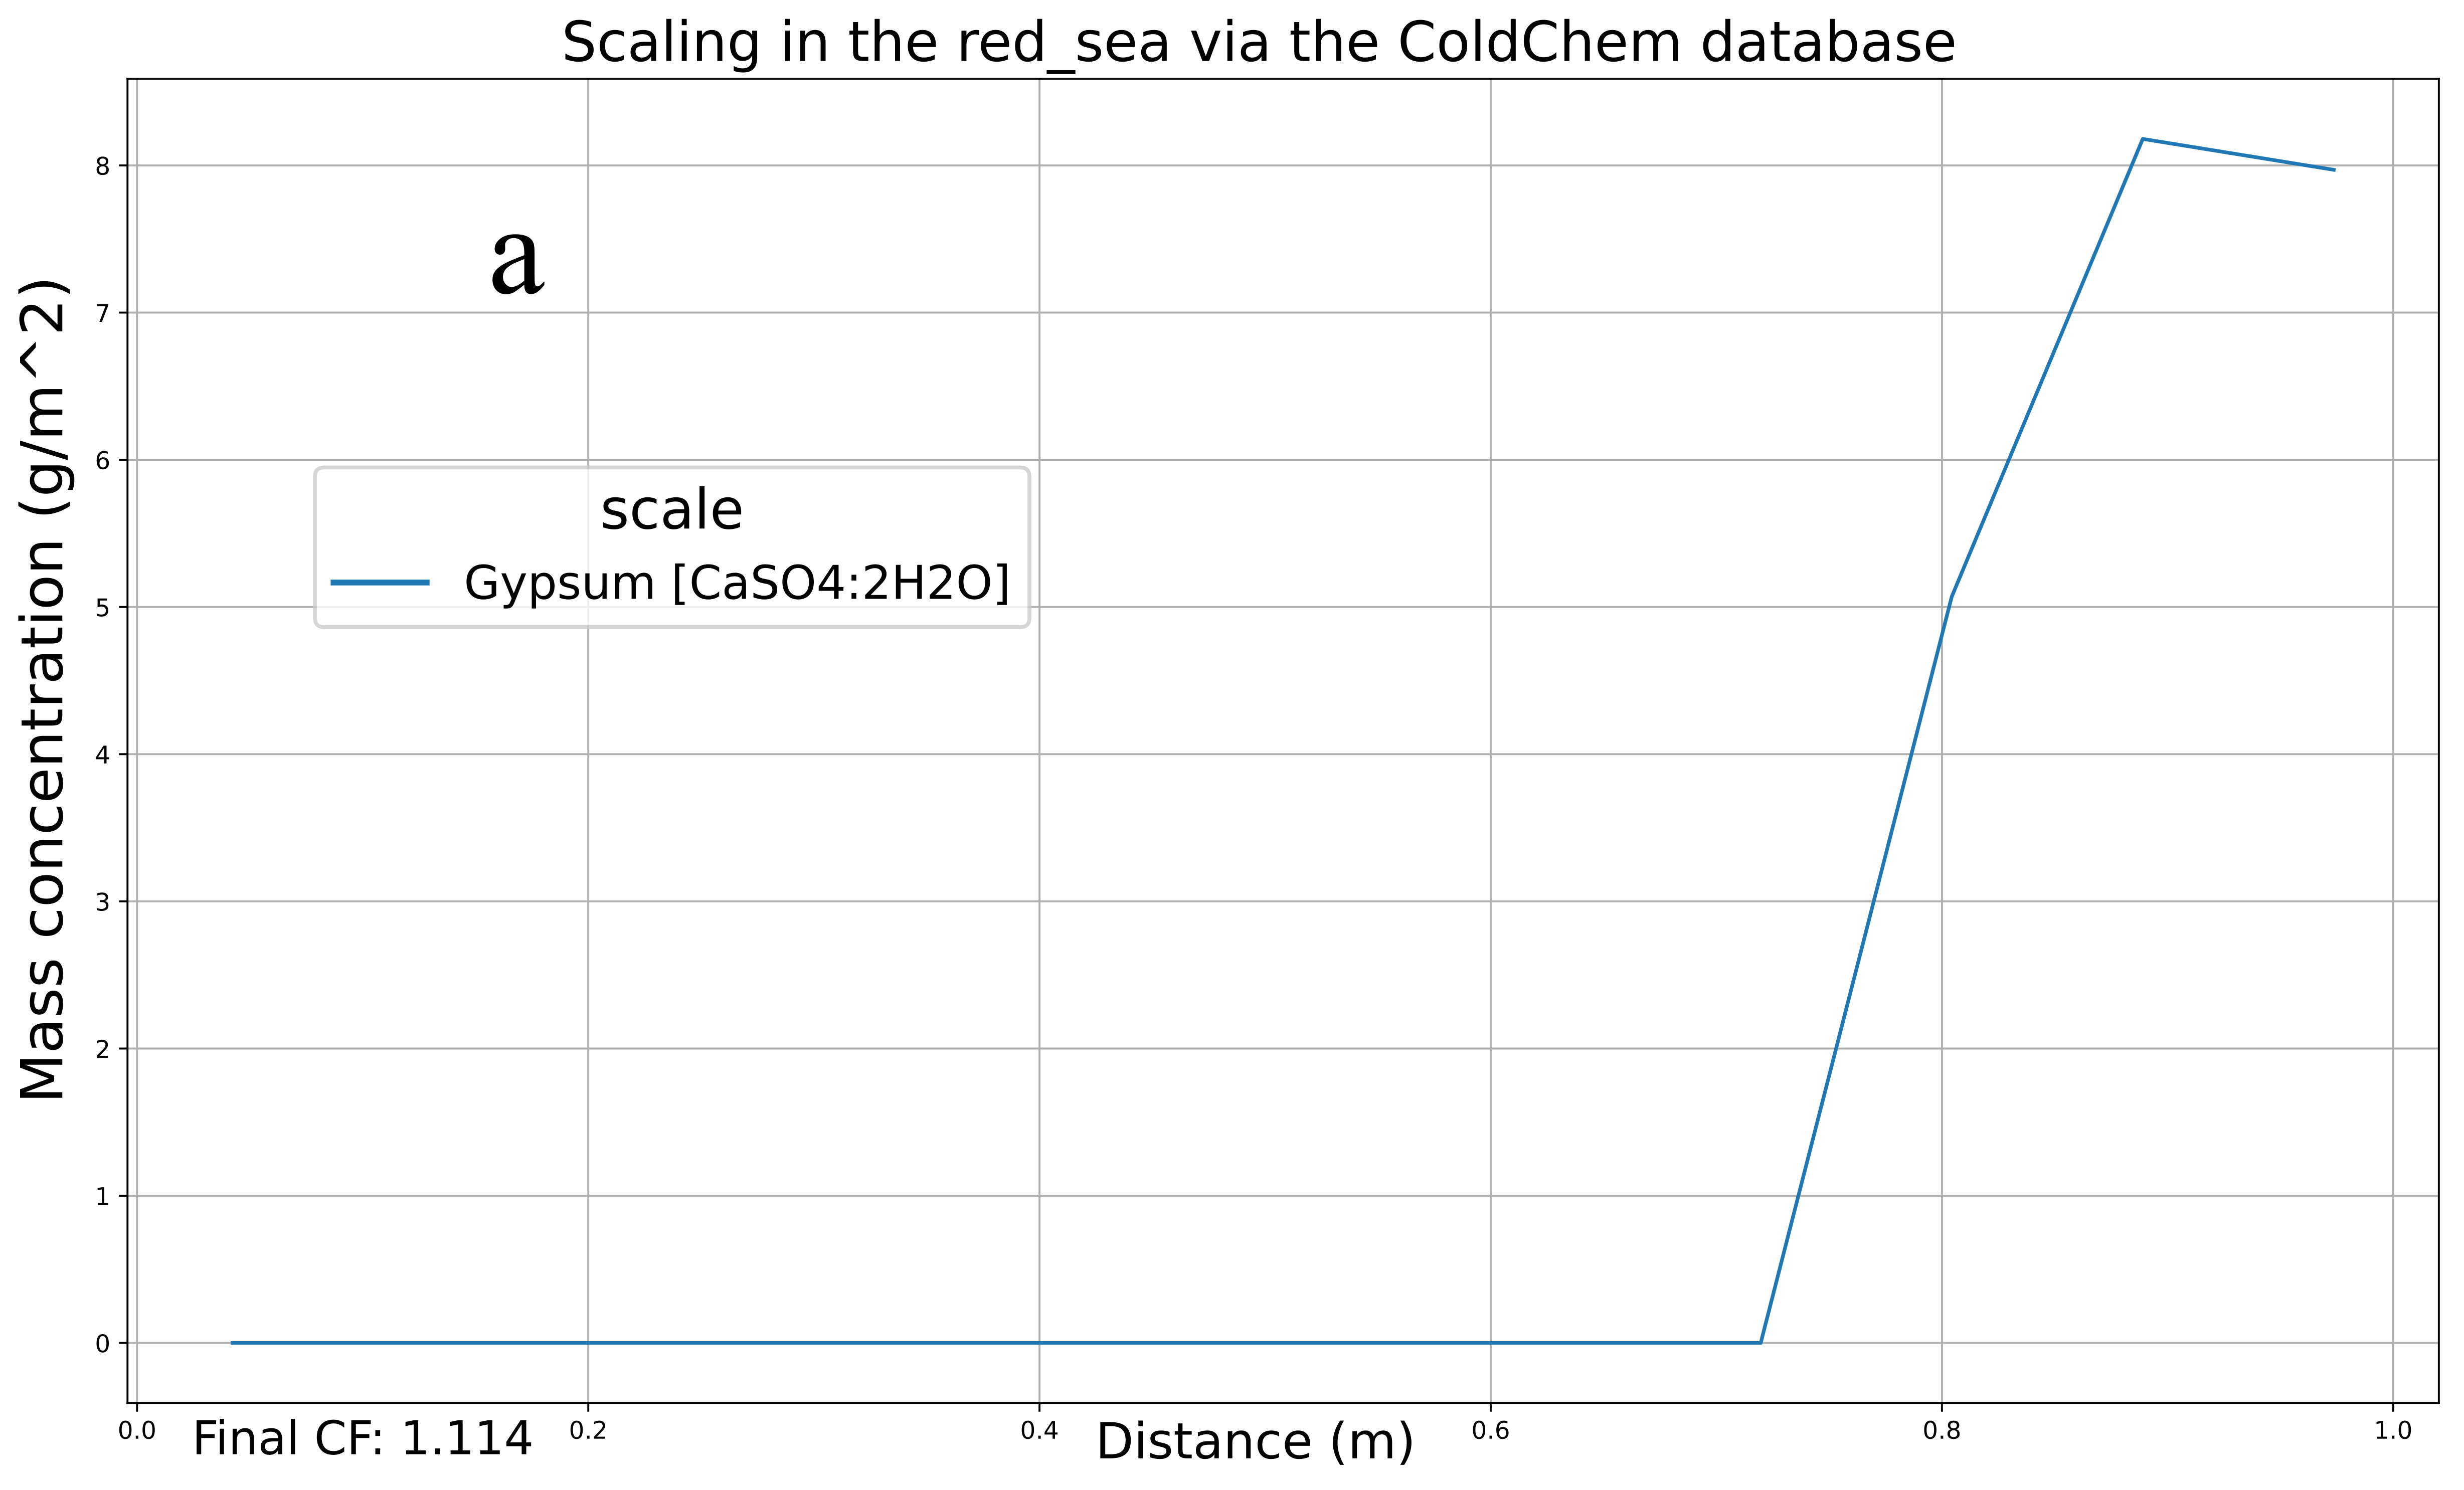 Scaling in the red_sea via the ColdChem database
Mass concentration (g/m^2)
8
7
6
5
4
3
2
1
0
a
scale
Gypsum [CaSO4:2H2O]
0.0
0.2
0.4
0.6
0.8
1.0
Final CF: 1.114
Distance (m)